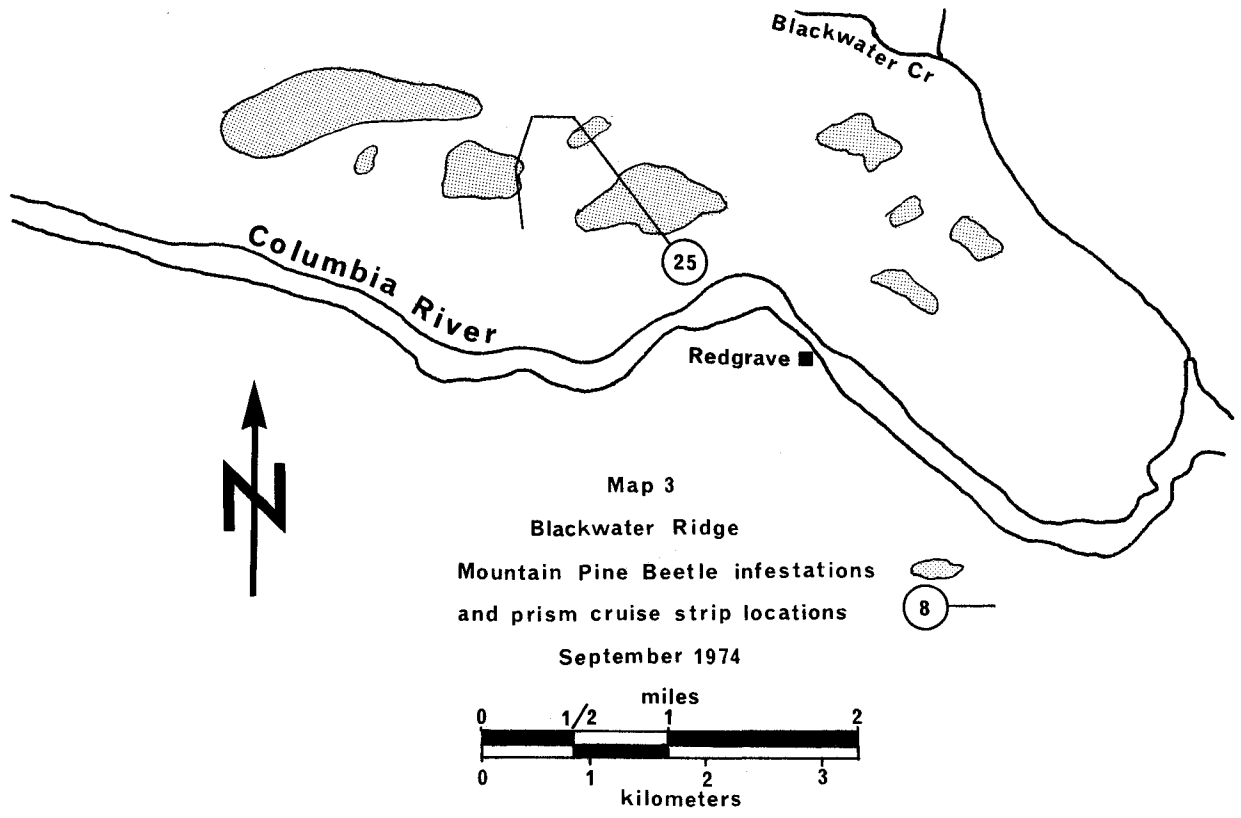 Blackwater Cr
Columbia River
25
Redgrave
N
Map 3
Blackwater Ridge
Mountain Pine Beetle infestations
and prism cruise strip locations
8
September 1974
miles
0 1/2 1 2
0 1 2 3
kilometers